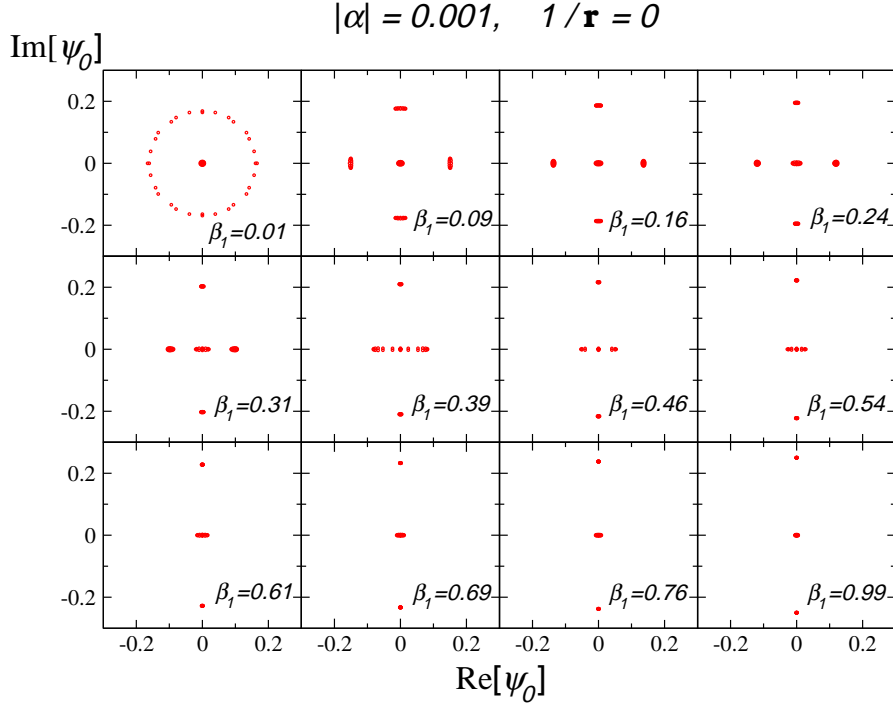 |α| = 0.001, 1 / r = 0
Im[ψ0]
0.2
0
-0.2
β1=0.01
β1=0.09
β1=0.16
β1=0.24
0.2
0
-0.2
β1=0.31
β1=0.39
β1=0.46
β1=0.54
0.2
0
-0.2
β1=0.61
β1=0.69
β1=0.76
β1=0.99
-0.2 0 0.2 -0.2 0 0.2 -0.2 0 0.2 -0.2 0 0.2
Re[ψ0]